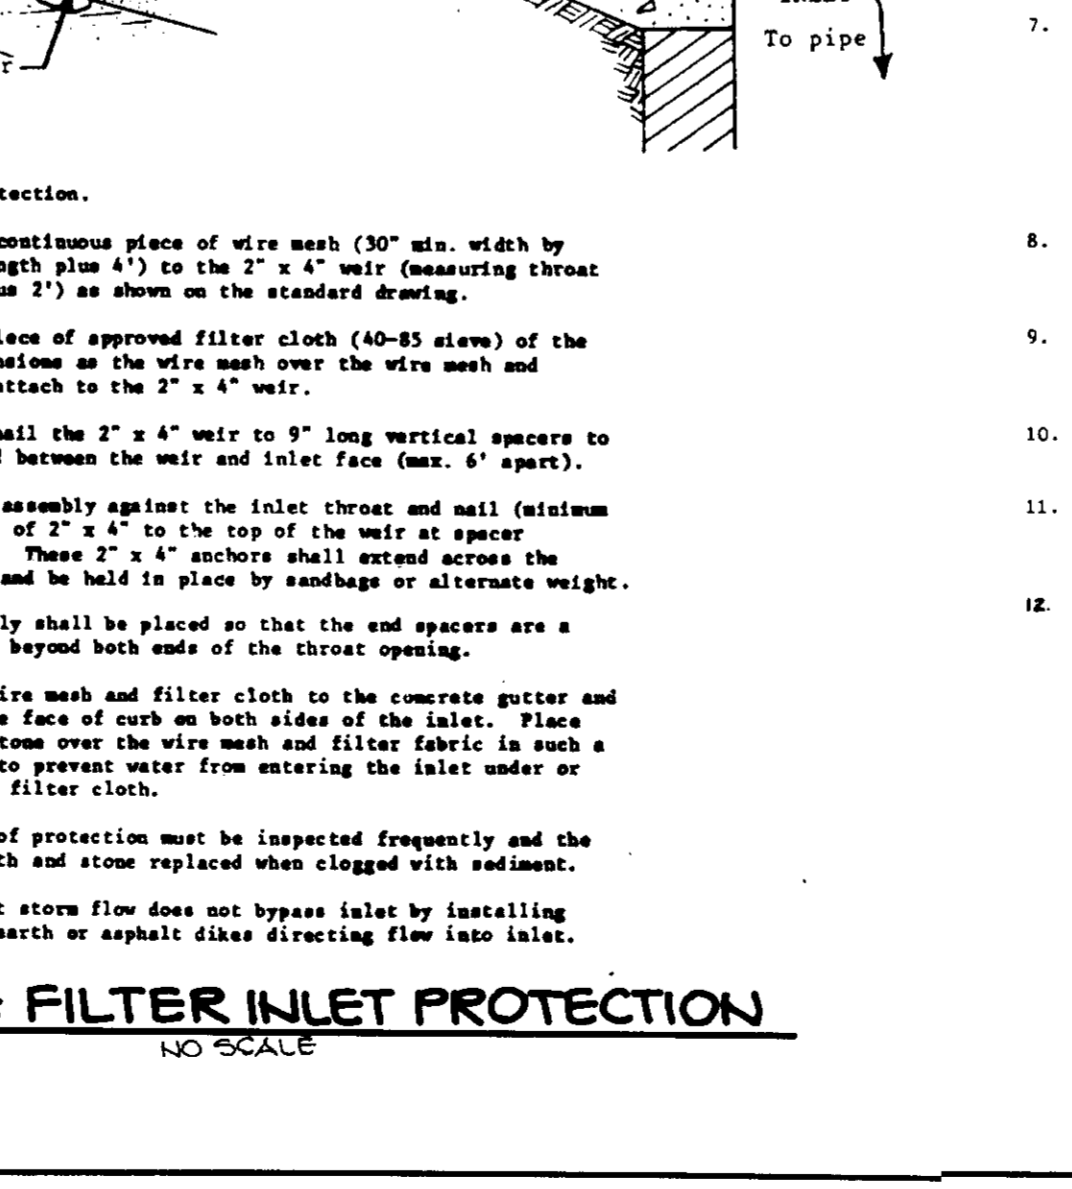 To pipe
7.
r
tection.
continuous piece of wire mesh (30" min. width by
ngth plus 4') to the 2" x 4" weir (measuring throat
us 2') as shown on the standard drawing.
iece of approved filter cloth (40-85 sieve) of the
nsions as the wire mesh over the wire mesh and
attach to the 2" x 4" weir.
nail the 2" x 4" weir to 9" long vertical spacers to
between the weir and inlet face (max. 6' apart).
assembly against the inlet throat and nail (minimum
of 2" x 4" to the top of the weir at spacer
These 2" x 4" anchors shall extend across the
and be held in place by sandbags or alternate weight.
ly shall be placed so that the end spacers are a
beyond both ends of the throat opening.
ire mesh and filter cloth to the concrete gutter and
e face of curb on both sides of the inlet. Place
tone over the wire mesh and filter fabric in such a
to prevent water from entering the inlet under or
filter cloth.
of protection must be inspected frequently and the
th and stone replaced when clogged with sediment.
t storm flow does not bypass inlet by installing
earth or asphalt dikes directing flow into inlet.
FILTER INLET PROTECTION
NO SCALE
8.
9.
10.
11.
12.